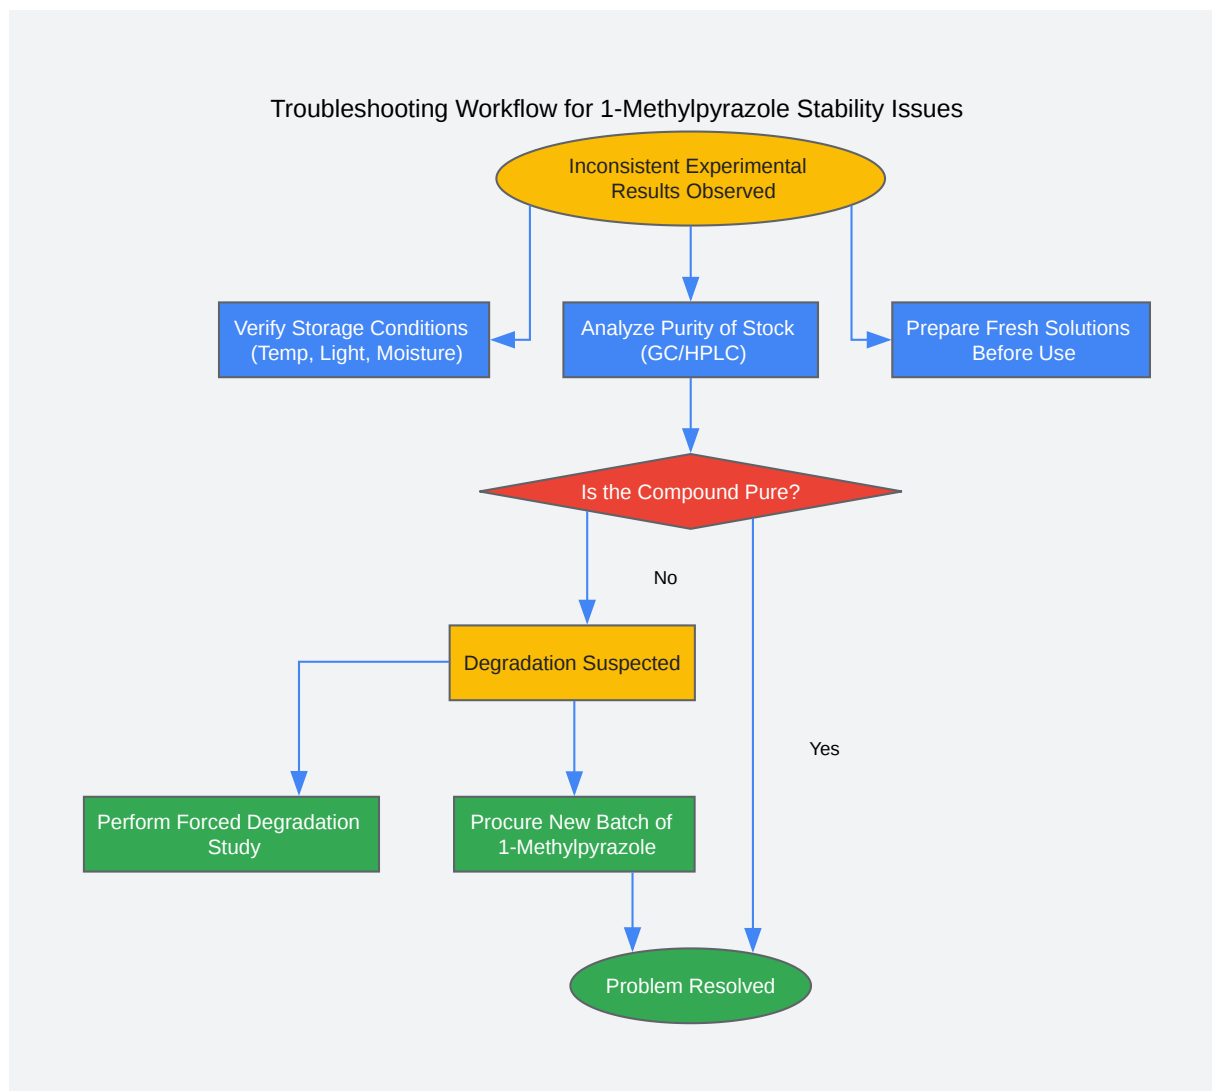 Troubleshooting Workflow for 1-Methylpyrazole Stability Issues
Inconsistent Experimental
Results Observed
Verify Storage Conditions
(Temp, Light, Moisture)
Analyze Purity of Stock
(GC/HPLC)
Prepare Fresh Solutions
Before Use
Is the Compound Pure?
No
Degradation Suspected
Yes
Perform Forced Degradation
Study
Procure New Batch of
1-Methylpyrazole
Problem Resolved